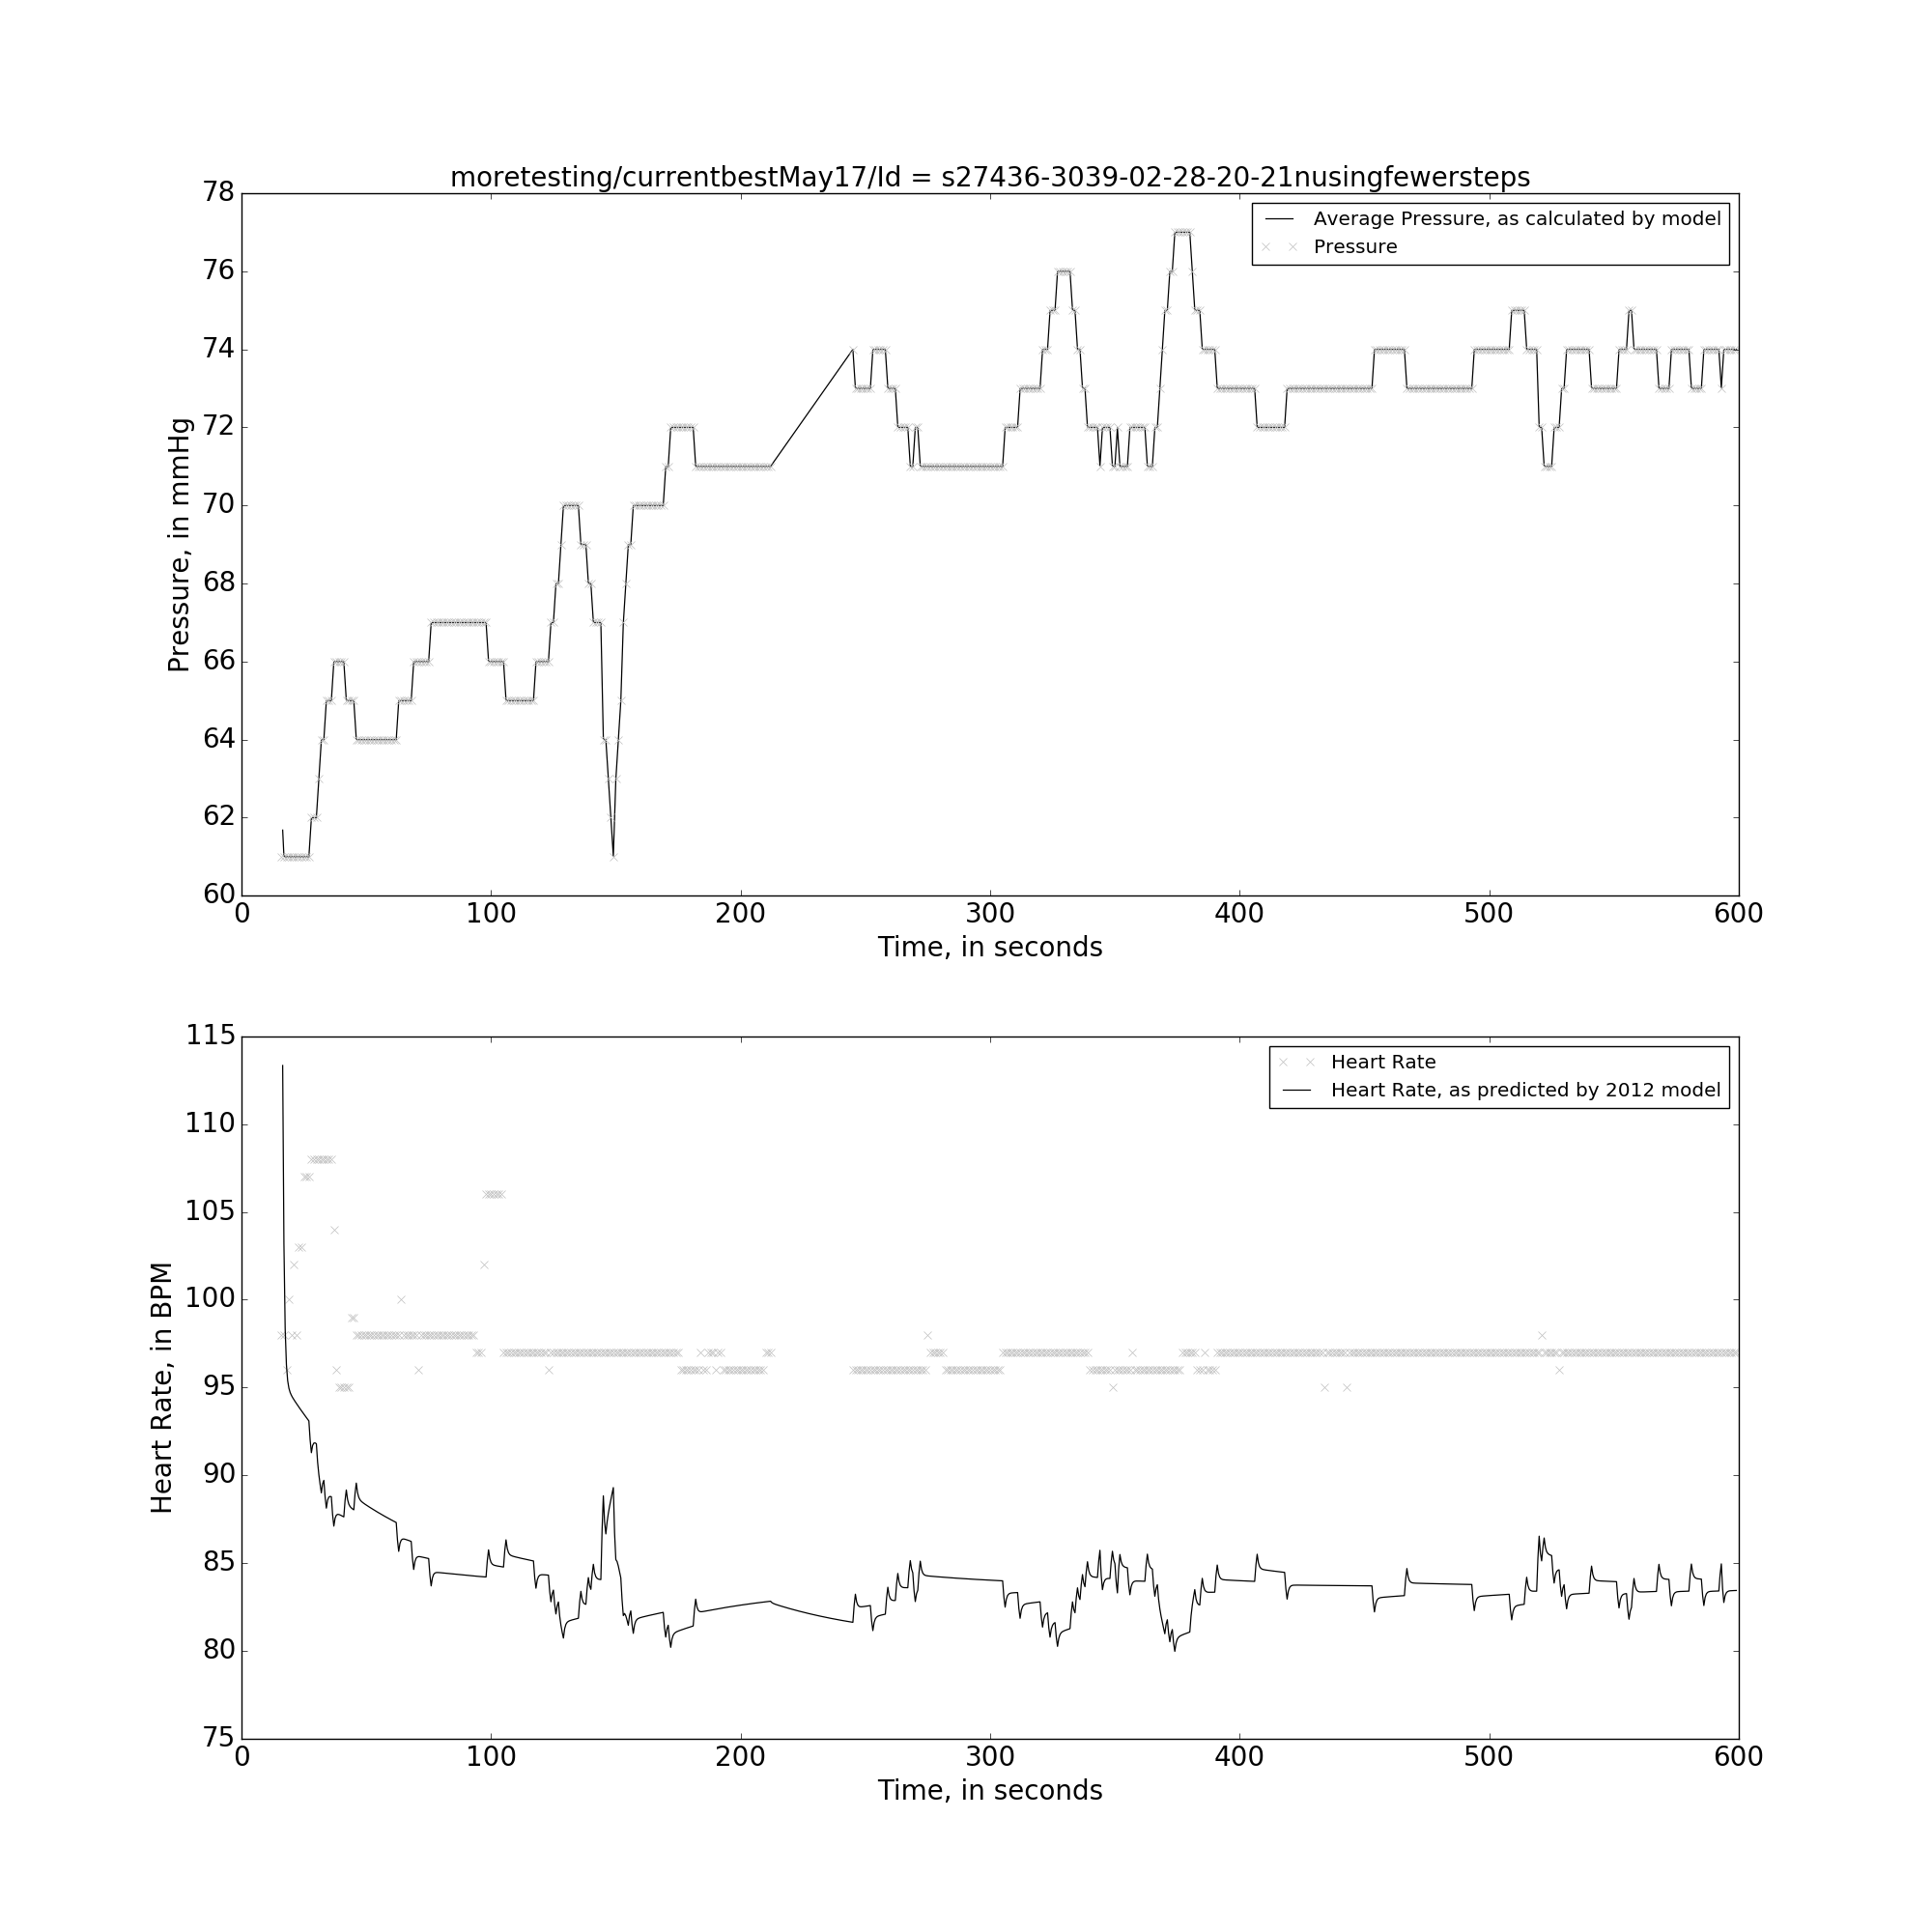 moretesting/currentbestMay17/Id = s27436-3039-02-28-20-21nusingfewersteps
78
76
74
72
70
68
66
64
62
60
Pressure, in mmHg
Average Pressure, as calculated by model
Pressure
0 100 200 300 400 500 600
Time, in seconds
115
110
105
100
95
90
85
80
75
Heart Rate, in BPM
Heart Rate
Heart Rate, as predicted by 2012 model
0 100 200 300 400 500 600
Time, in seconds